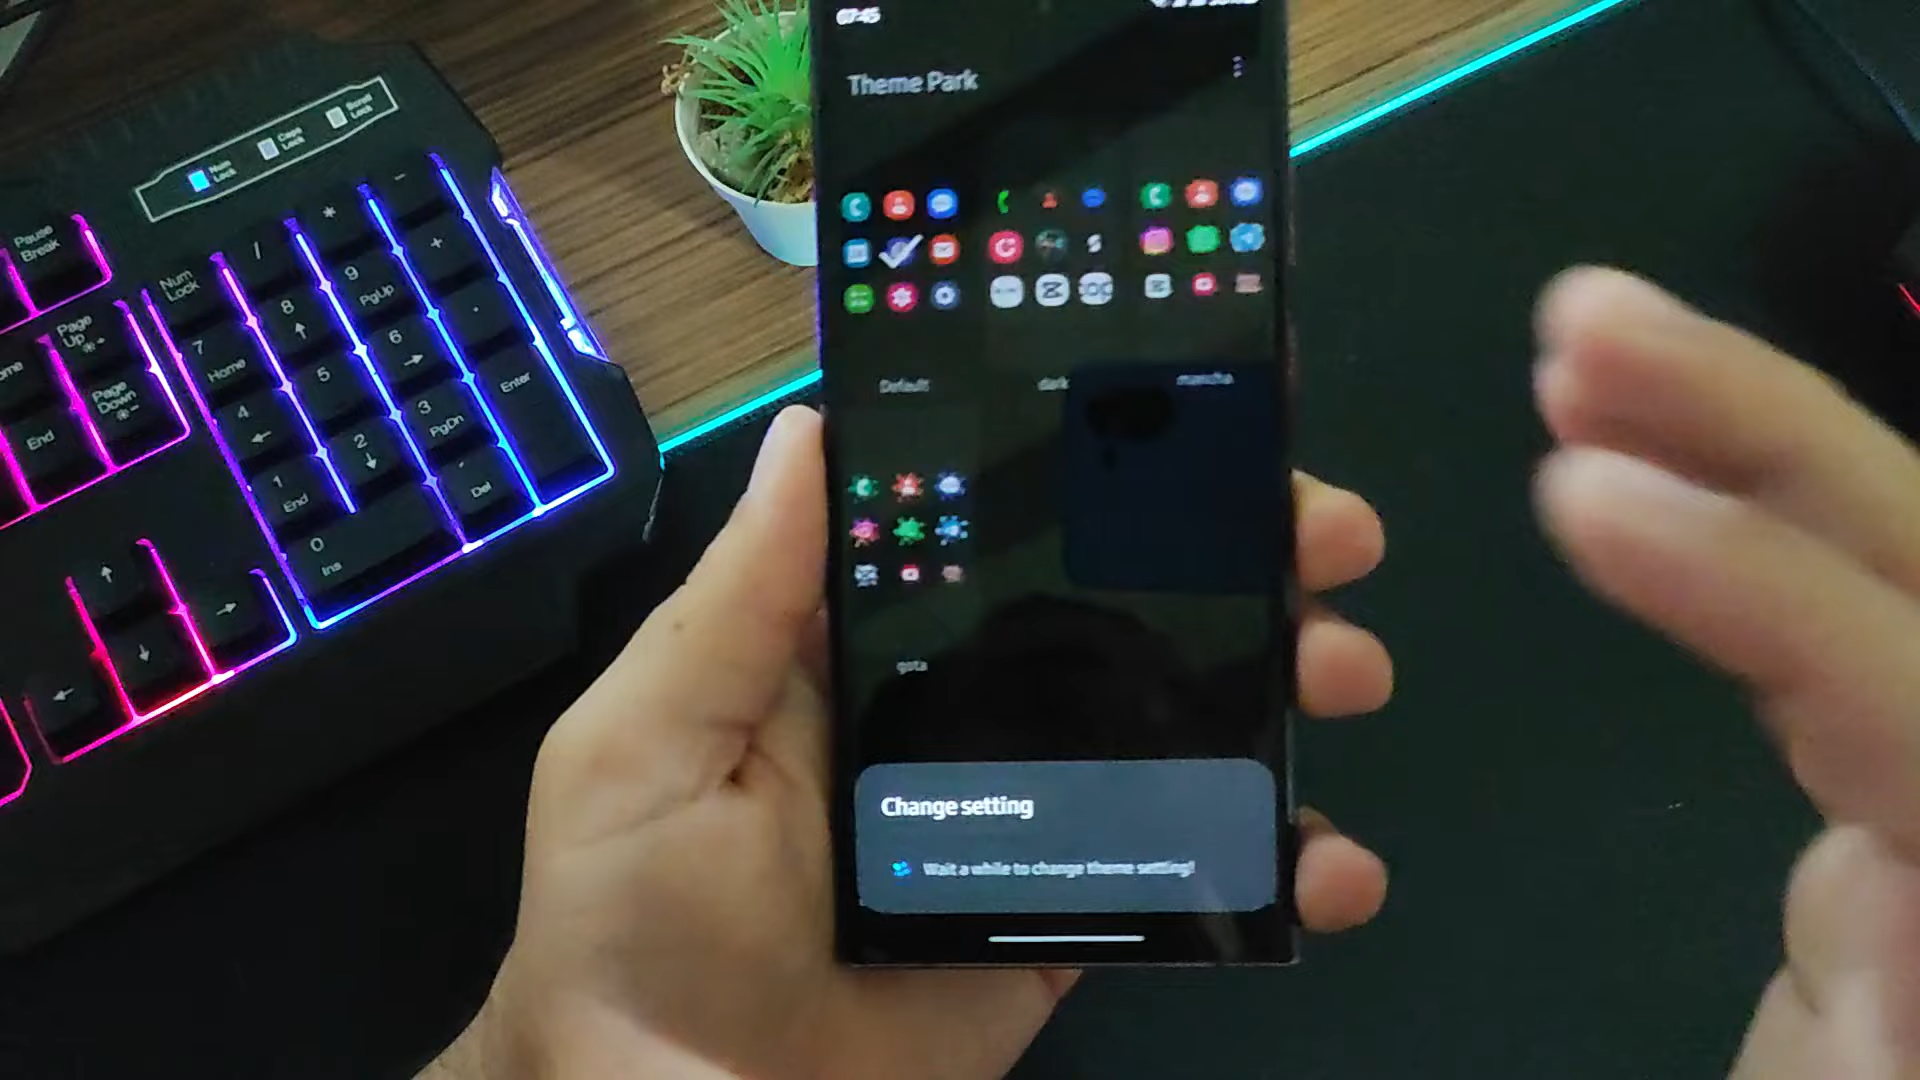 07:45
Theme Park
Default
dark
mancha
gota
Change setting
Wait a while to change theme setting!
Num
Lock
Caps
Lock
Scroll
Lock
Pause
Break
Page
Up
Page
Down
End
Num
Lock
/
*
-
7
Home
8
9
PgUp
+
4
5
6
1
End
2
3
PgDn
Enter
0
Ins
.
Del